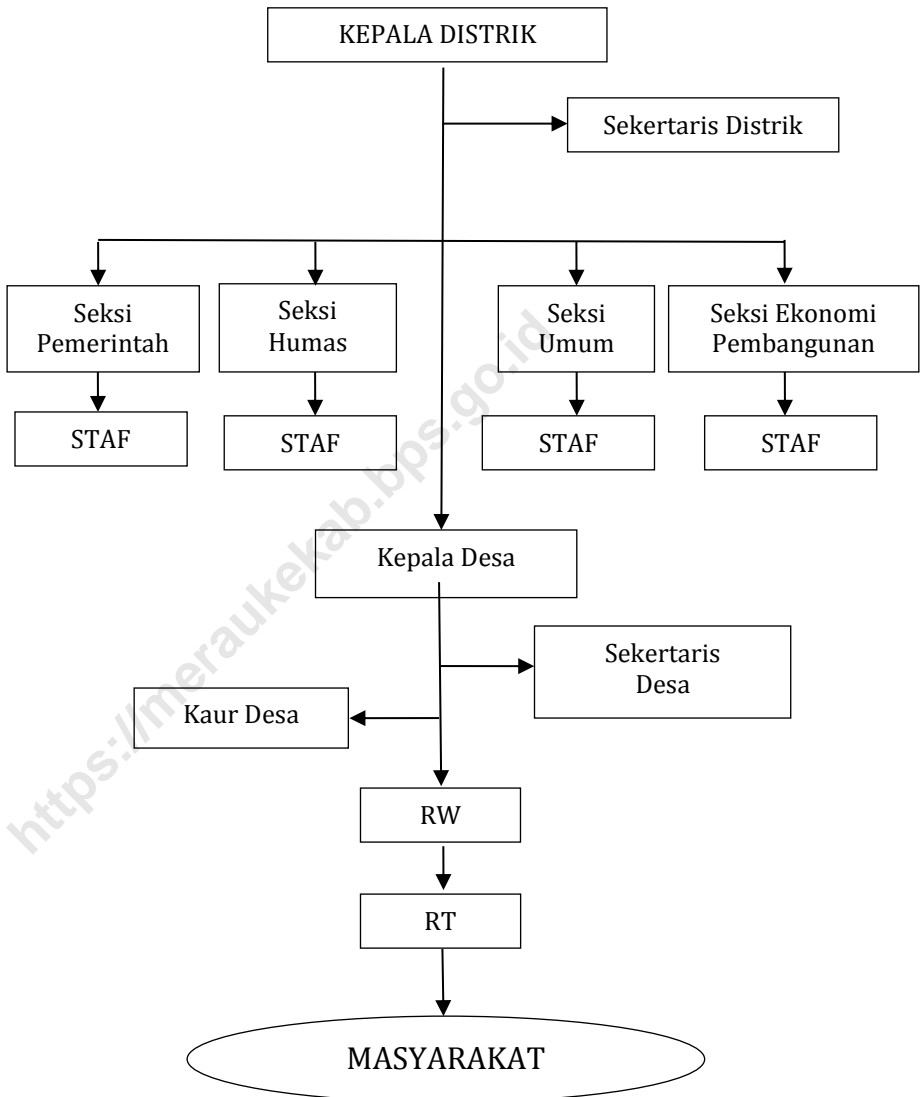 KEPALA DISTRIK
Sekertaris Distrik
Seksi
Pemerintah
Seksi
Humas
Seksi
Umum
Seksi Ekonomi
Pembangunan
STAF
STAF
STAF
STAF
Kepala Desa
Sekertaris
Desa
Kaur Desa
RW
RT
MASYARAKAT
https://meraukekab.bps.go.id